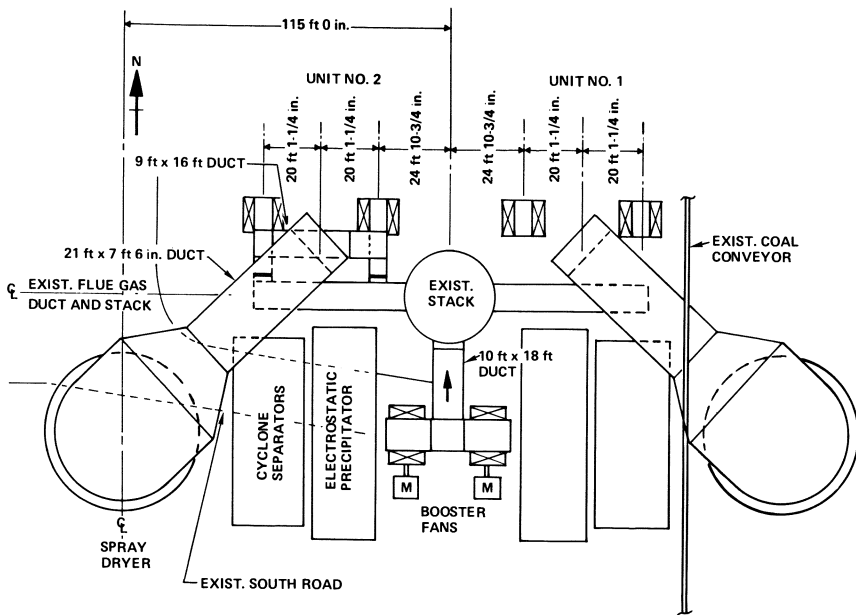 115 ft 0 in.
N
UNIT NO. 2
UNIT NO. 1
20 ft 1-1/4 in.
20 ft 1-1/4 in.
24 ft 10-3/4 in.
24 ft 10-3/4 in.
20 ft 1-1/4 in.
20 ft 1-1/4 in.
9 ft x 16 ft DUCT
21 ft x 7 ft 6 in. DUCT
EXIST. COAL
CONVEYOR
℄ EXIST. FLUE GAS
DUCT AND STACK
EXIST.
STACK
10 ft x 18 ft
DUCT
CYCLONE
SEPARATORS
ELECTROSTATIC
PRECIPITATOR
M
M
BOOSTER
FANS
℄
SPRAY
DRYER
EXIST. SOUTH ROAD